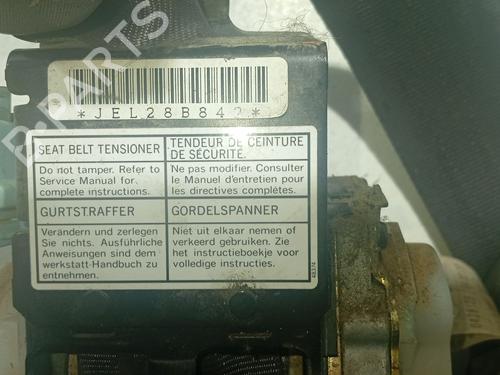 *JEL28B842*
SEAT BELT TENSIONER
Do not tamper. Refer to
Service Manual for
complete instructions.
TENDEUR DE CEINTURE
DE SÉCURITÉ.
Ne pas modifier. Consulter
le Manuel d'entretien pour
les directives complètes.
GURTSTRAFFER
Verändern und zerlegen
Sie nichts. Ausführliche
Anweisungen sind dem
werkstatt-Handbuch zu
entnehmen.
GORDELSPANNER
Niet uit elkaar nemen of
verkeerd gebruiken. Zie
het instructieboekje voor
volledige instrukties.
48374
B-PARTS